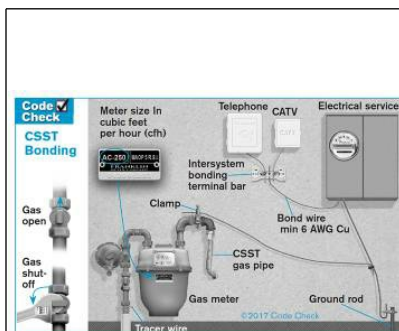 Code
Check
CSST
Bonding
Gas
open
Gas
shut-
off
Meter size In
cubic feet
per hour (cfh)
AC-250
Telephone
CATV
Electrical service
CATV
Intersystem
bonding
terminal bar
Clamp
Bond wire
min 6 AWG Cu
CSST
gas pipe
Gas meter
©2017 Code Check
Ground rod
Tracer wire